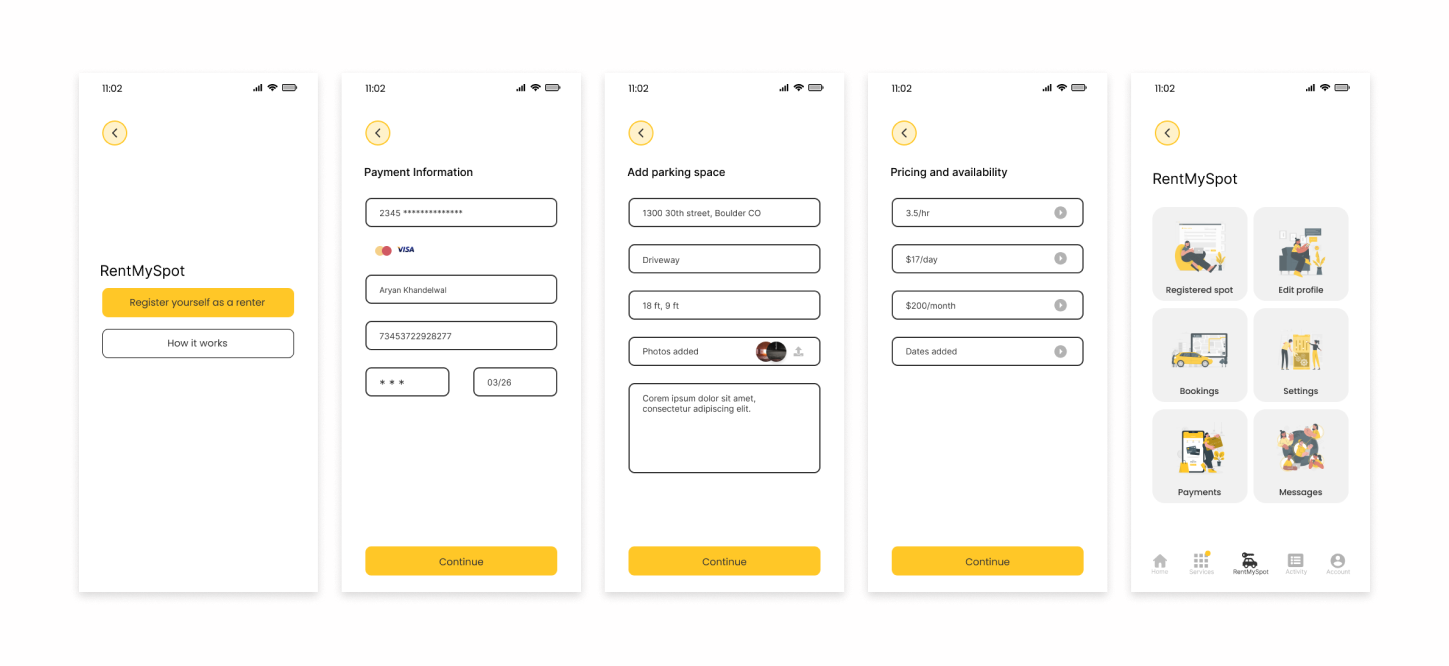 11:02
RentMySpot
Register yourself as a renter
How it works
11:02
Payment Information
2345 **************
VISA
Aryan Khandelwal
73453722928277
* * *
03/26
Continue
11:02
Add parking space
1300 30th street, Boulder CO
Driveway
18 ft, 9 ft
Photos added
Corem ipsum dolor sit amet,
consectetur adipiscing elit.
Continue
11:02
Pricing and availability
3.5/hr
$17/day
$200/month
Dates added
Continue
11:02
RentMySpot
Registered spot
Edit profile
Bookings
Settings
Payments
Messages
Home
Services
RentMySpot
Activity
Account